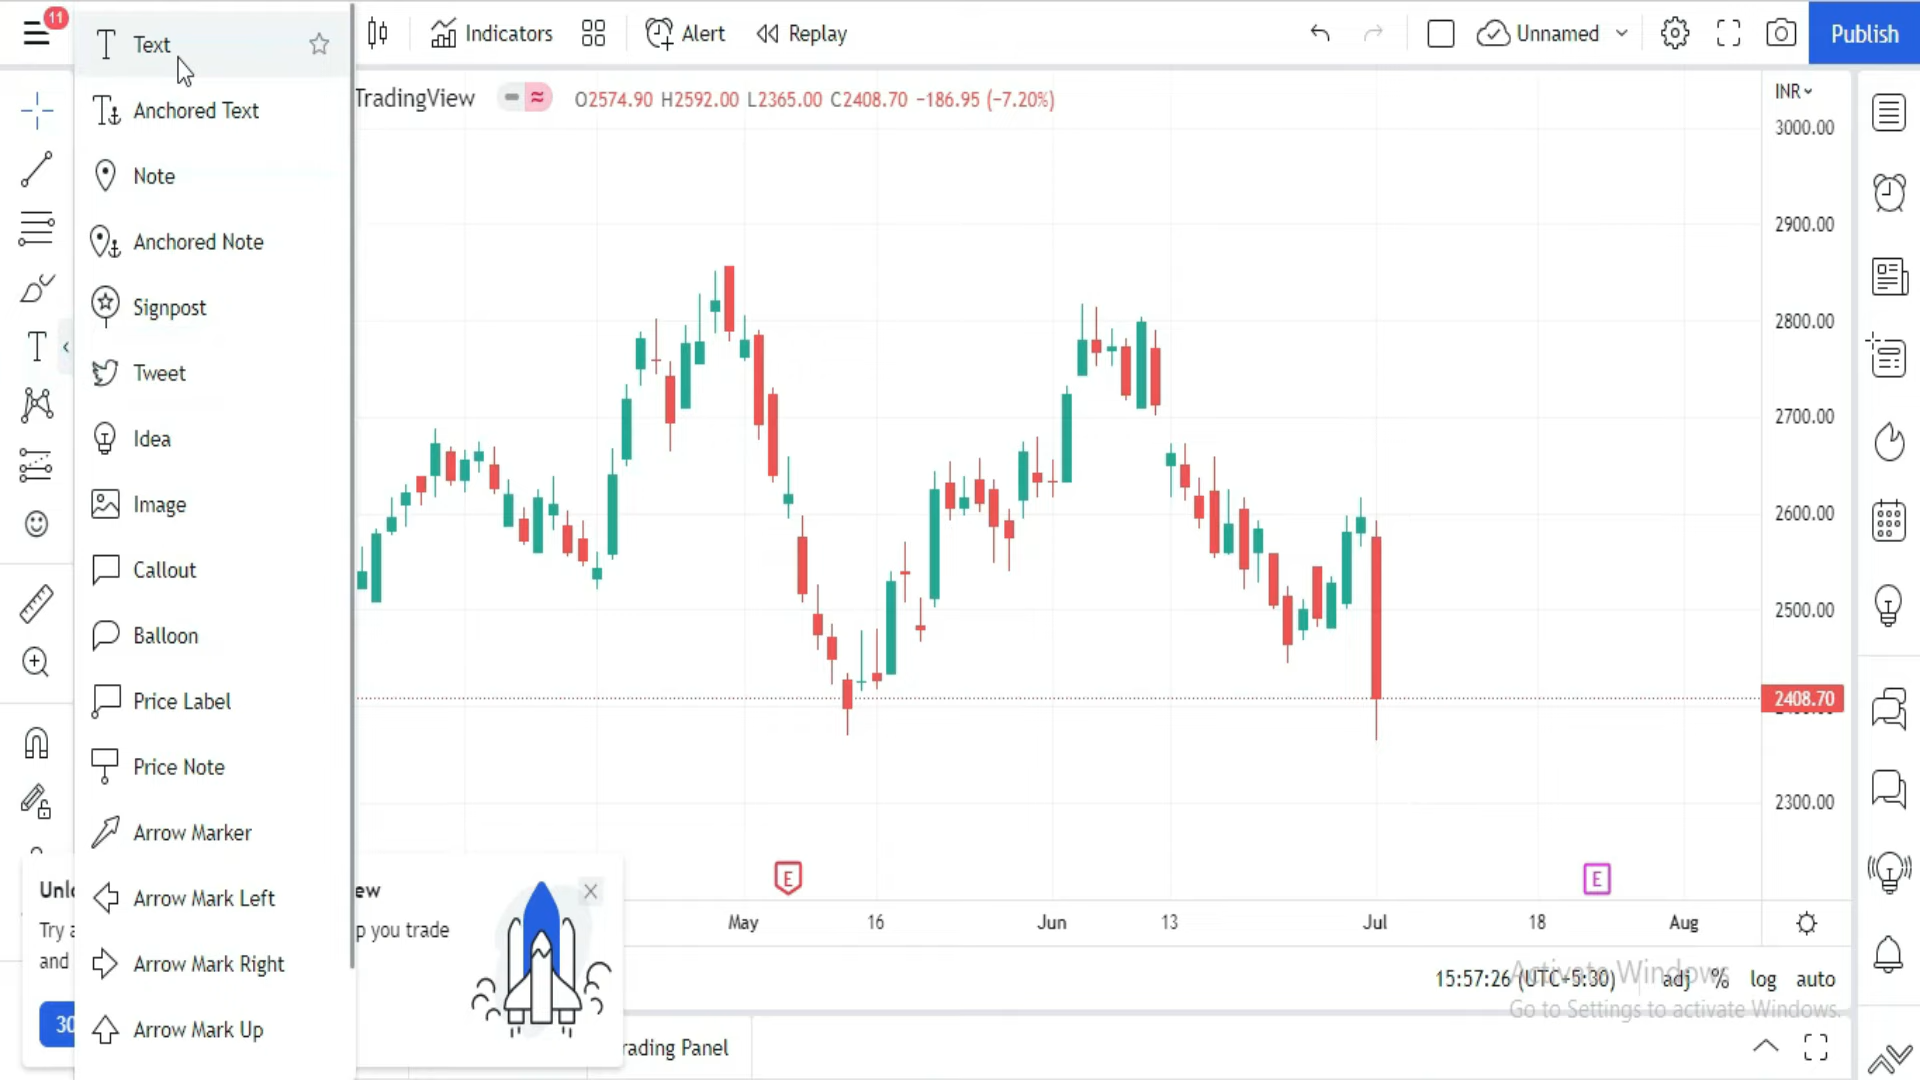 11
Text
Indicators
Alert
Replay
Unnamed
Publish
Anchored Text
TradingView
O2574.90 H2592.00 L2365.00 C2408.70 −186.95 (−7.20%)
INR
3000.00
Note
2900.00
Anchored Note
Signpost
2800.00
Tweet
2700.00
Idea
Image
2600.00
Callout
2500.00
Balloon
Price Label
2408.70
Price Note
2300.00
Arrow Marker
E
E
Unlo
ew
Arrow Mark Left
Try a
p you trade
May
16
Jun
13
Jul
18
Aug
and
Arrow Mark Right
15:57:26 (UTC+5:30)
adj
%
log
auto
Activate Windows
Go to Settings to activate Windows.
30
Arrow Mark Up
rading Panel